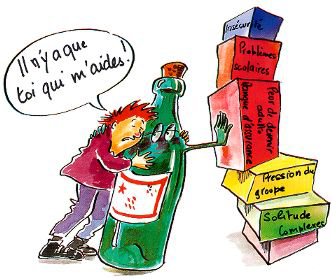 Il n'y a que
toi qui m'aides!
Insécurité
Problèmes
scolaires
Peur de devenir
adulte
Manque d'assurance
Pression du
groupe
Solitude
Complexes